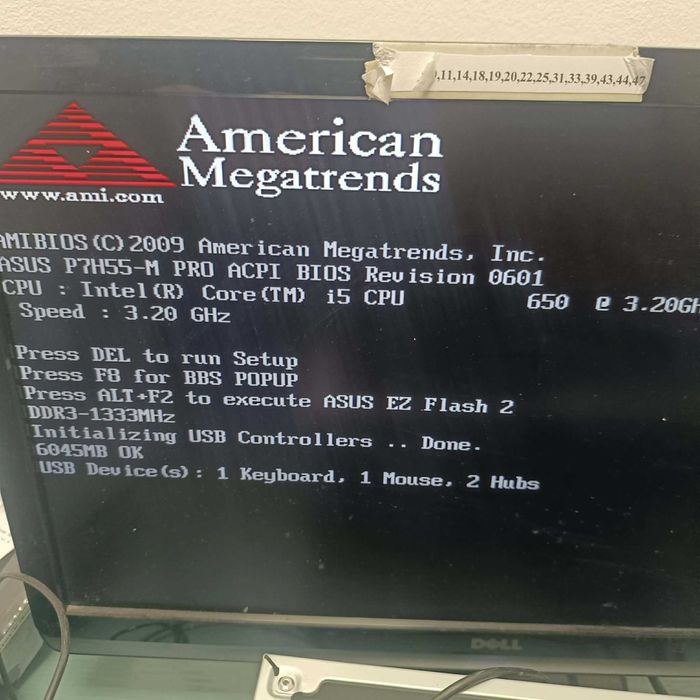 ,11,14,18,19,20,22,25,31,33,39,43,44,47
American
Megatrends
www.ami.com
AMIBIOS(C)2009 American Megatrends, Inc.
ASUS P7H55-M PRO ACPI BIOS Revision 0601
CPU : Intel(R) Core(TM) i5 CPU 650 @ 3.20GH
Speed : 3.20 GHz
Press DEL to run Setup
Press F8 for BBS POPUP
Press ALT+F2 to execute ASUS EZ Flash 2
DDR3-1333MHz
Initializing USB Controllers .. Done.
6045MB OK
USB Device(s): 1 Keyboard, 1 Mouse, 2 Hubs
DELL